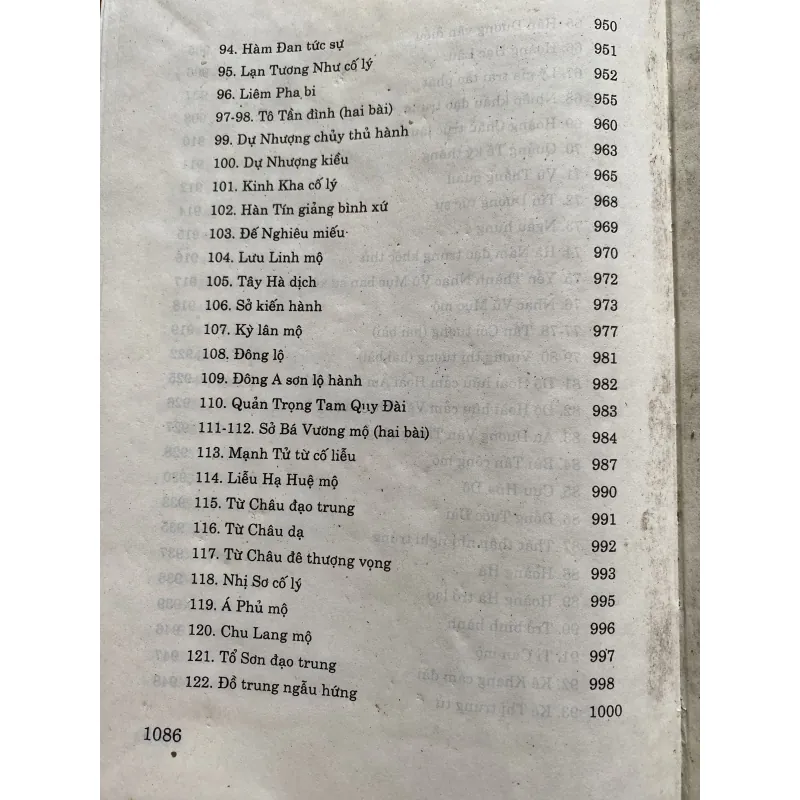 94. Hàm Đan tức sự 950
95. Lạn Tương Như cố lý 951
96. Liêm Pha bi 952
97-98. Tô Tần đình (hai bài) 955
99. Dự Nhượng chủy thủ hành 960
100. Dự Nhượng kiều 963
101. Kinh Kha cố lý 965
102. Hàn Tín giảng bình xứ 968
103. Đế Nghiêu miếu 969
104. Lưu Linh mộ 970
105. Tây Hà dịch 972
106. Sở kiến hành 973
107. Kỳ lân mộ 977
108. Đông lộ 981
109. Đông A sơn lộ hành 982
110. Quản Trọng Tam Quy Đài 983
111-112. Sở Bá Vương mộ (hai bài) 984
113. Mạnh Tử từ cố liễu 987
114. Liễu Hạ Huệ mộ 990
115. Từ Châu đạo trung 991
116. Từ Châu dạ 992
117. Từ Châu đê thượng vọng 993
118. Nhị Sơ cố lý 995
119. Á Phủ mộ 996
120. Chu Lang mộ 997
121. Tổ Sơn đạo trung 998
122. Đồ trung ngẫu hứng 1000
1086